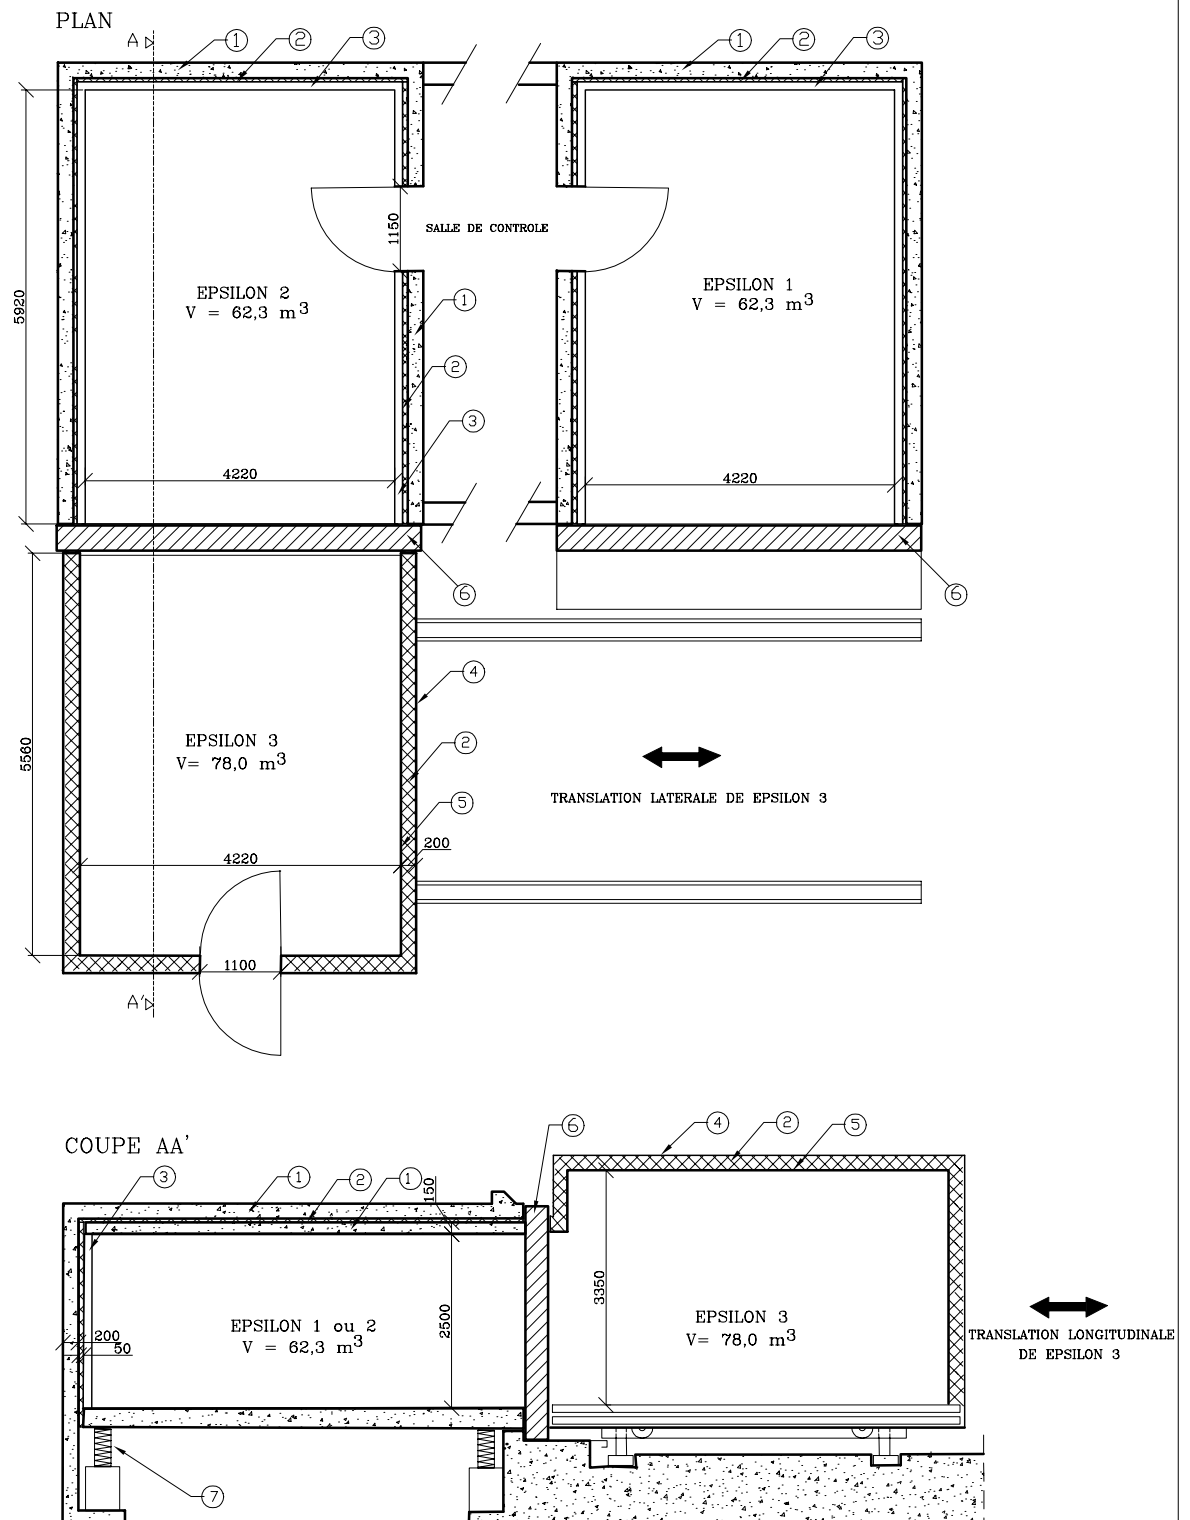 PLAN
A
1
2
3
1
2
3
5920
1150
SALLE DE CONTROLE
EPSILON 2
V = 62,3 m3
EPSILON 1
V = 62,3 m3
1
2
3
4220
4220
6
6
5560
4
EPSILON 3
V= 78,0 m3
2
5
TRANSLATION LATERALE DE EPSILON 3
200
4220
1100
A'
COUPE AA'
3
1
2
1
150
6
4
2
5
200
50
EPSILON 1 ou 2
V = 62,3 m3
2500
3350
EPSILON 3
V= 78,0 m3
TRANSLATION LONGITUDINALE
DE EPSILON 3
7